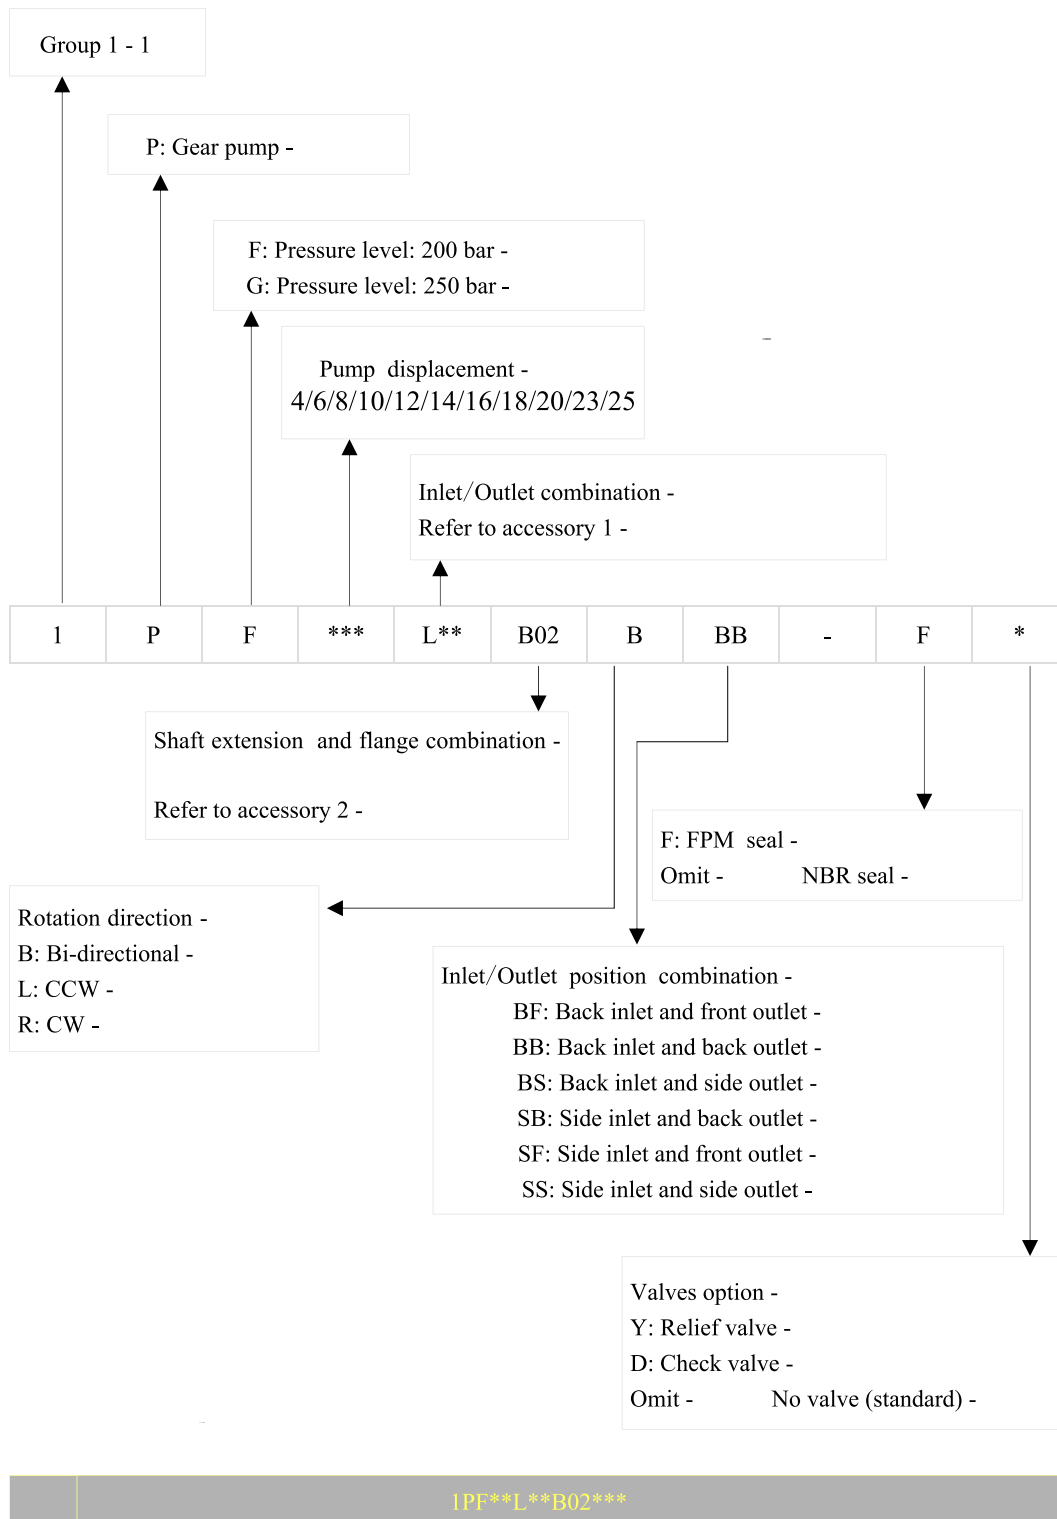 Group 1 - 1
P: Gear pump -
F: Pressure level: 200 bar -
G: Pressure level: 250 bar -
Pump displacement -
4/6/8/10/12/14/16/18/20/23/25
Inlet/Outlet combination -
Refer to accessory 1 -
1 P F *** L** B02 B BB - F *
Shaft extension and flange combination -
Refer to accessory 2 -
F: FPM seal -
Omit - NBR seal -
Rotation direction -
B: Bi-directional -
L: CCW -
R: CW -
Inlet/Outlet position combination -
BF: Back inlet and front outlet -
BB: Back inlet and back outlet -
BS: Back inlet and side outlet -
SB: Side inlet and back outlet -
SF: Side inlet and front outlet -
SS: Side inlet and side outlet -
Valves option -
Y: Relief valve -
D: Check valve -
Omit - No valve (standard) -
1PF**L**B02***